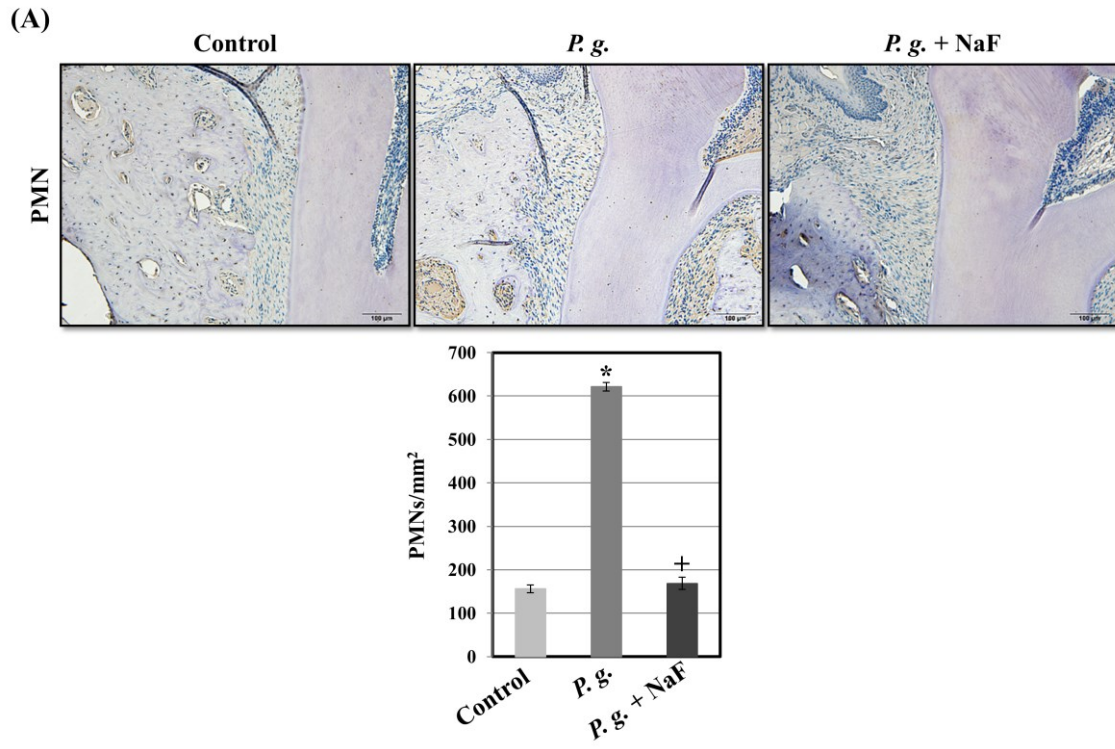 (A)
Control P. g. P. g. + NaF
PMN
100 µm 100 µm 100 µm
700
600
500
400
300
200
100
0
PMNs/mm²
*
+
Control P. g. P. g. + NaF